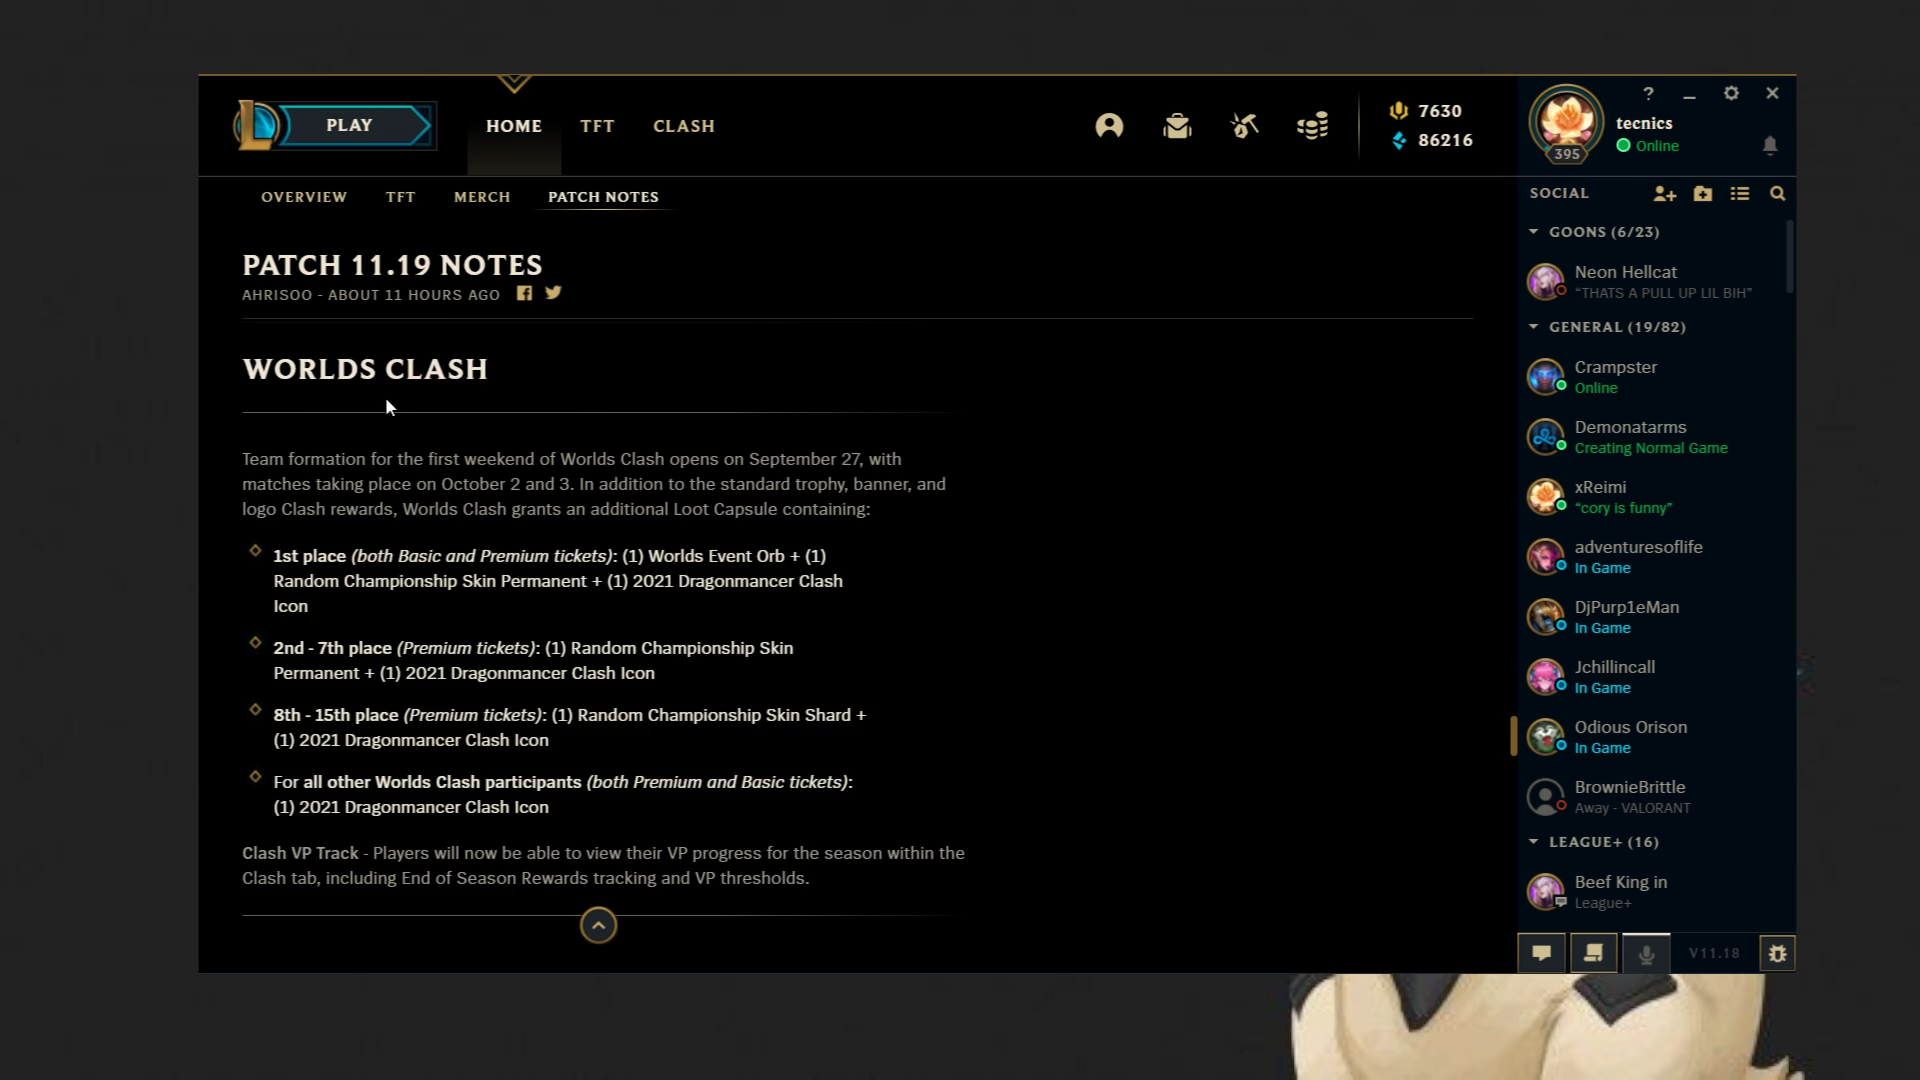 PLAY
HOME
TFT
CLASH
7630
86216
395
tecnics
Online
?
OVERVIEW
TFT
MERCH
PATCH NOTES
PATCH 11.19 NOTES
AHRISOO - ABOUT 11 HOURS AGO
WORLDS CLASH
Team formation for the first weekend of Worlds Clash opens on September 27, with
matches taking place on October 2 and 3. In addition to the standard trophy, banner, and
logo Clash rewards, Worlds Clash grants an additional Loot Capsule containing:
1st place (both Basic and Premium tickets): (1) Worlds Event Orb + (1)
Random Championship Skin Permanent + (1) 2021 Dragonmancer Clash
Icon
2nd - 7th place (Premium tickets): (1) Random Championship Skin
Permanent + (1) 2021 Dragonmancer Clash Icon
8th - 15th place (Premium tickets): (1) Random Championship Skin Shard +
(1) 2021 Dragonmancer Clash Icon
For all other Worlds Clash participants (both Premium and Basic tickets):
(1) 2021 Dragonmancer Clash Icon
Clash VP Track - Players will now be able to view their VP progress for the season within the
Clash tab, including End of Season Rewards tracking and VP thresholds.
SOCIAL
GOONS (6/23)
Neon Hellcat
“THATS A PULL UP LIL BIH”
GENERAL (19/82)
Crampster
Online
Demonatarms
Creating Normal Game
xReimi
“cory is funny”
adventuresoflife
In Game
DjPurp1eMan
In Game
Jchillincall
In Game
Odious Orison
In Game
BrownieBrittle
Away - VALORANT
LEAGUE+ (16)
Beef King in
League+
V11.18